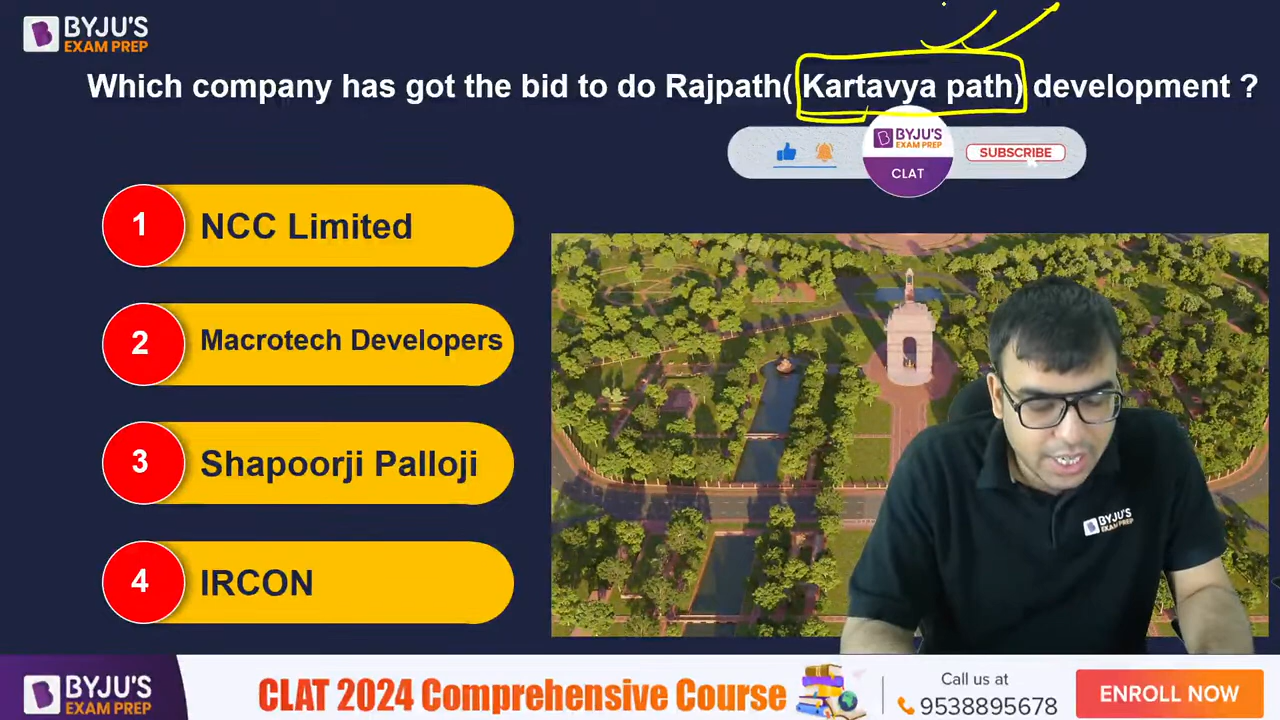 BYJU'S
EXAM PREP
Which company has got the bid to do Rajpath( Kartavya path) development ?
BYJU'S
EXAM PREP
CLAT
SUBSCRIBE
1 NCC Limited
2 Macrotech Developers
3 Shapoorji Palloji
4 IRCON
BYJU'S
EXAM PREP
BYJU'S
EXAM PREP
CLAT 2024 Comprehensive Course
Call us at
9538895678
ENROLL NOW